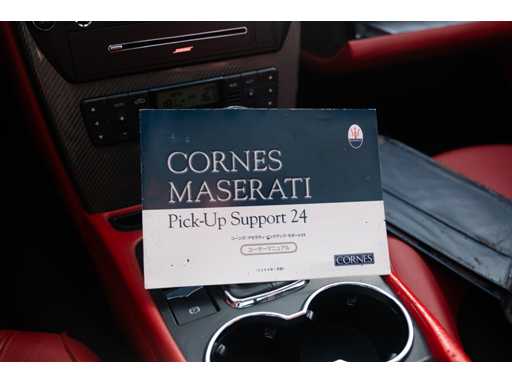 BOSE
CORNES
MASERATI
Pick-Up Support 24
コーンズ・マセラティ・ピックアップ・サポート24
ユーザーマニュアル
CORNES